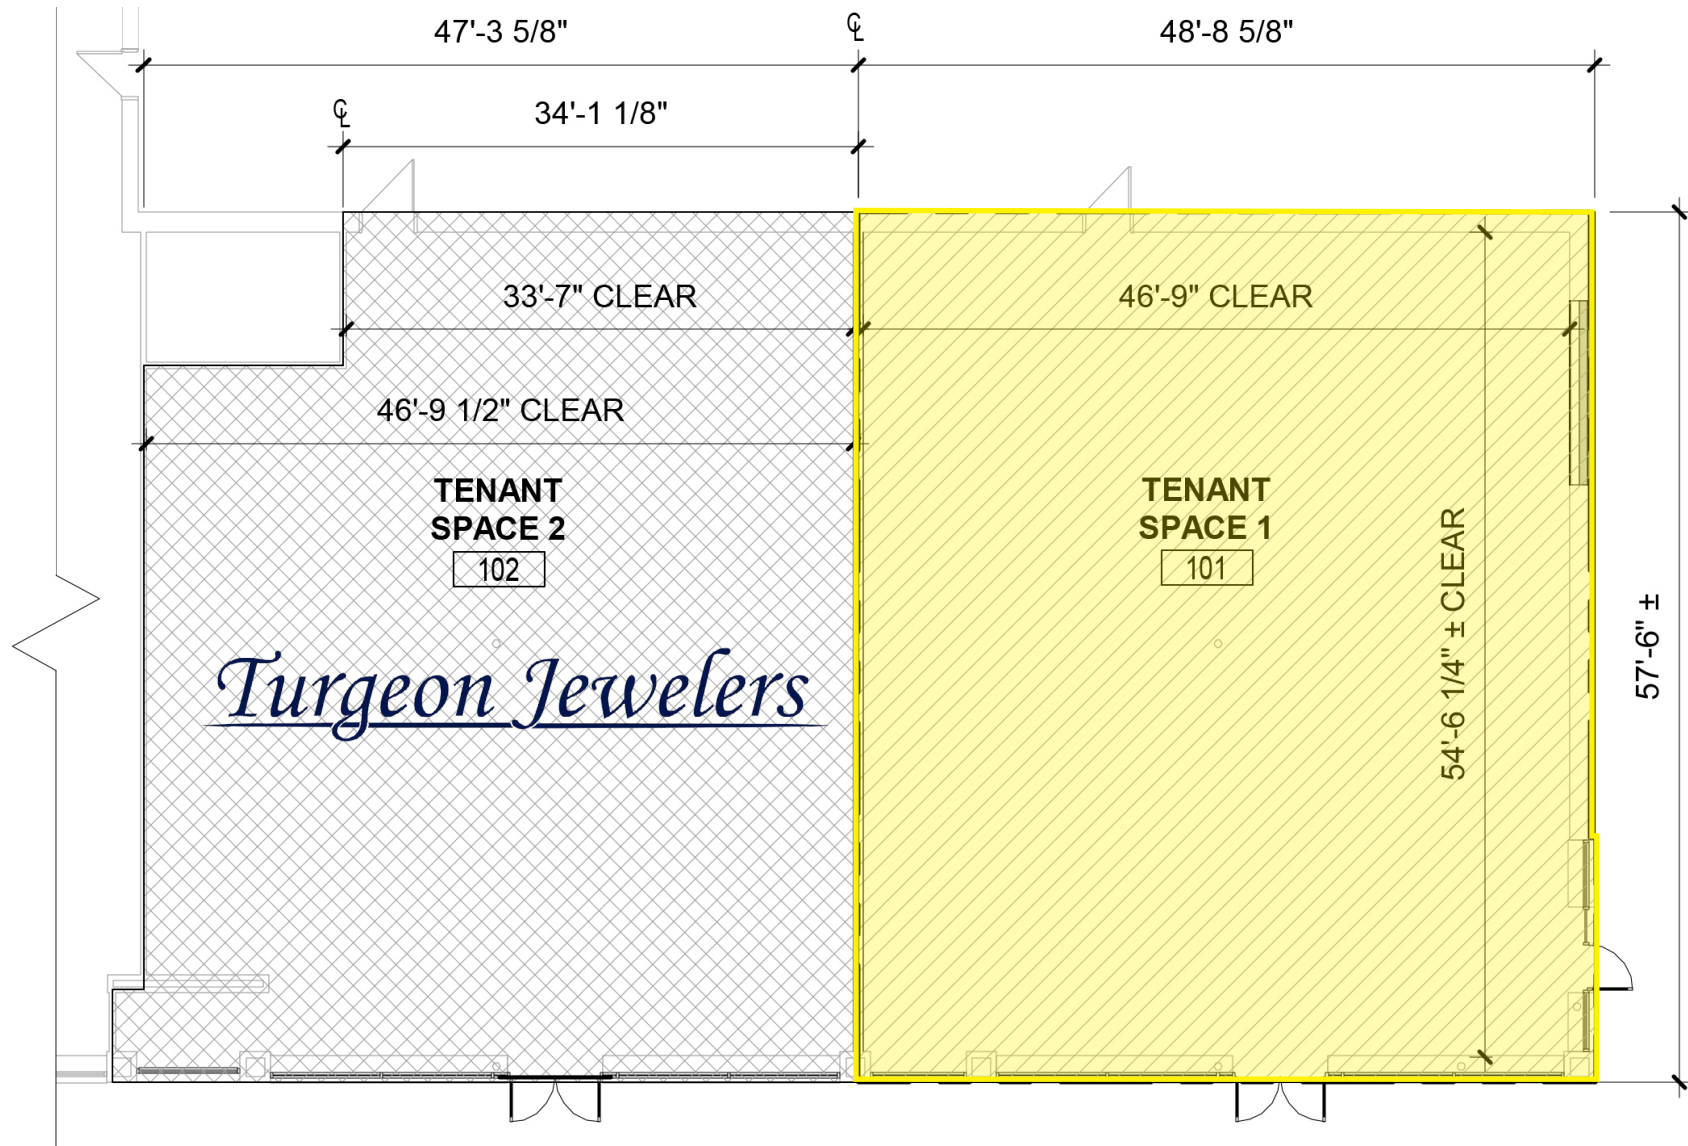 47'-3 5/8"
℄
48'-8 5/8"
℄
34'-1 1/8"
33'-7" CLEAR
46'-9" CLEAR
46'-9 1/2" CLEAR
TENANT
SPACE 2
102
TENANT
SPACE 1
101
54'-6 1/4" ± CLEAR
57'-6" ±
Turgeon Jewelers